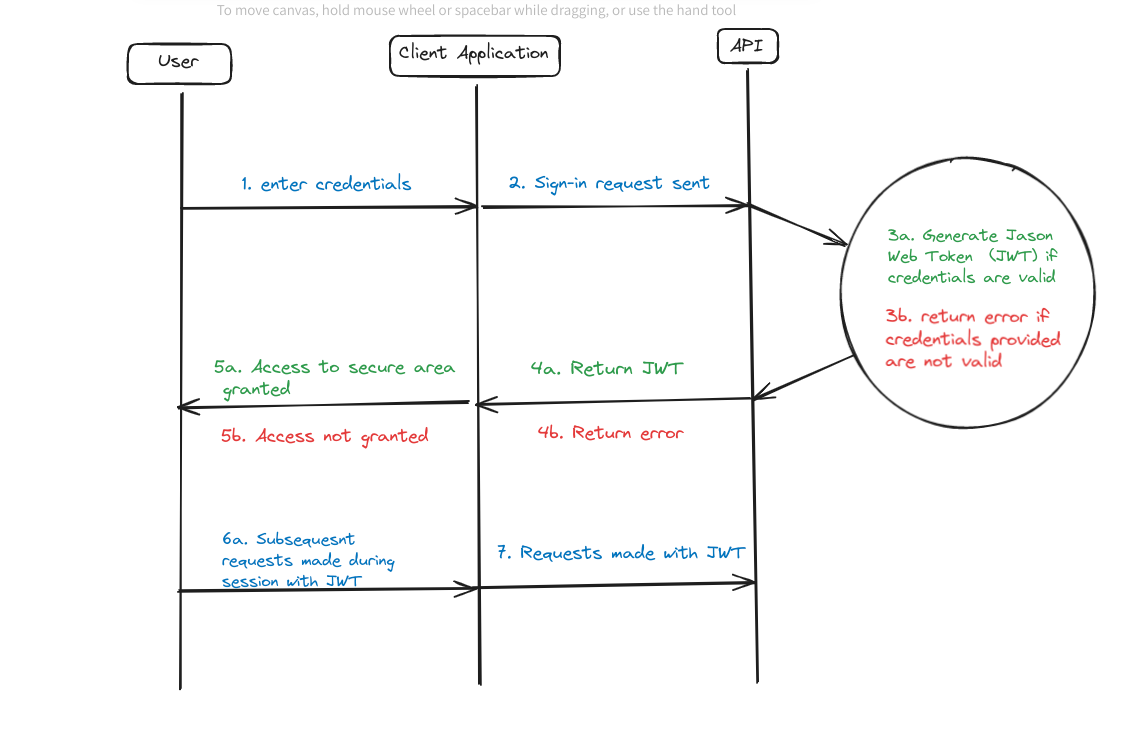 To move canvas, hold mouse wheel or spacebar while dragging, or use the hand tool
User
Client Application
API
1. enter credentials
2. Sign-in request sent
3a. Generate Jason
Web Token (JWT) if
credentials are valid
3b. return error if
credentials provided
are not valid
5a. Access to secure area
granted
4a. Return JWT
5b. Access not granted
4b. Return error
6a. Subsequesnt
requests made during
session with JWT
7. Requests made with JWT